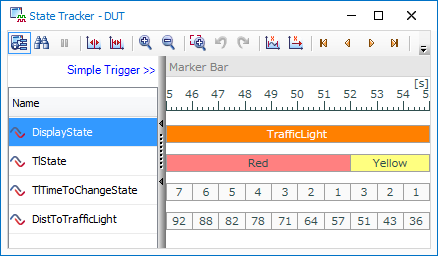 State Tracker - DUT
Simple Trigger >>
Marker Bar
[s]
5 46 47 48 49 50 51 52 53 54 5
Name
DisplayState
TrafficLight
TlState
Red Yellow
TlTimeToChangeState
7 6 5 4 3 2 1 3 2 1
DistToTrafficLight
92 88 82 78 71 64 57 51 43 36